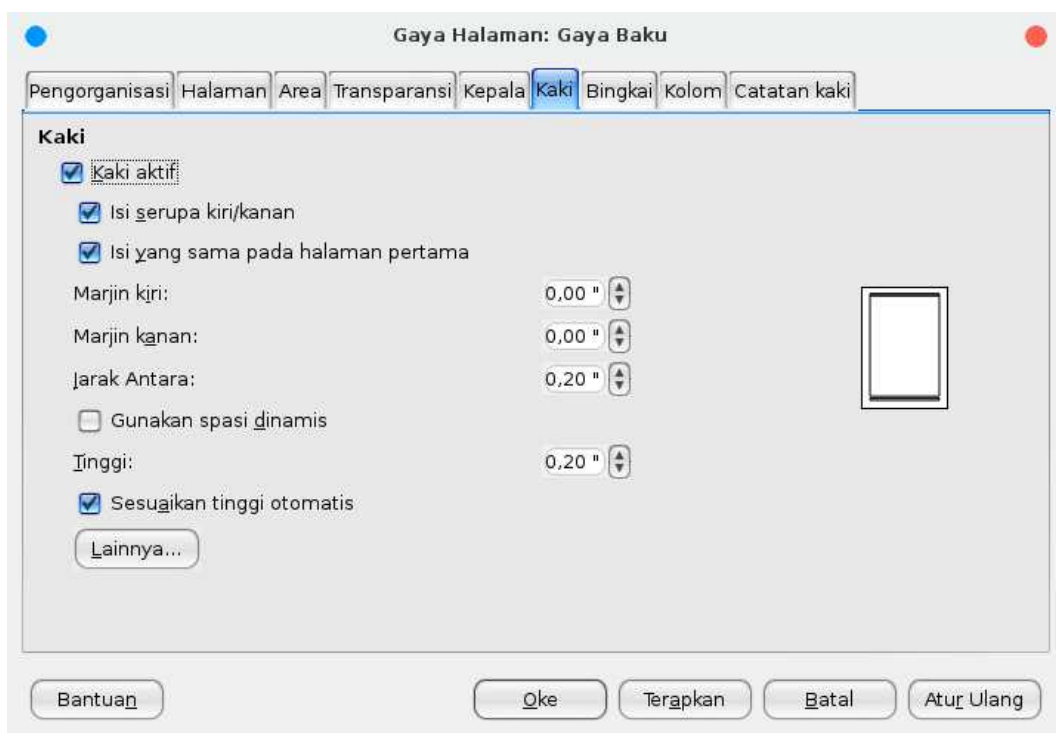 Gaya Halaman: Gaya Baku
Pengorganisasi Halaman Area Transparansi Kepala Kaki Bingkai Kolom Catatan kaki
Kaki
Kaki aktif
Isi serupa kiri/kanan
Isi yang sama pada halaman pertama
Marjin kiri: 0,00 "
Marjin kanan: 0,00 "
Jarak Antara: 0,20 "
Gunakan spasi dinamis
Tinggi: 0,20 "
Sesuaikan tinggi otomatis
Lainnya...
Bantuan Oke Terapkan Batal Atur Ulang